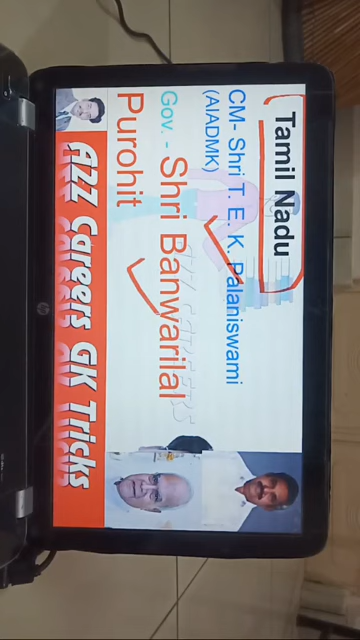 Tamil Nadu
CM- Shri T. E. K. Palaniswami
(AIADMK)
Gov. - Shri Banwarilal
Purohit
A2Z Careers GK Tricks